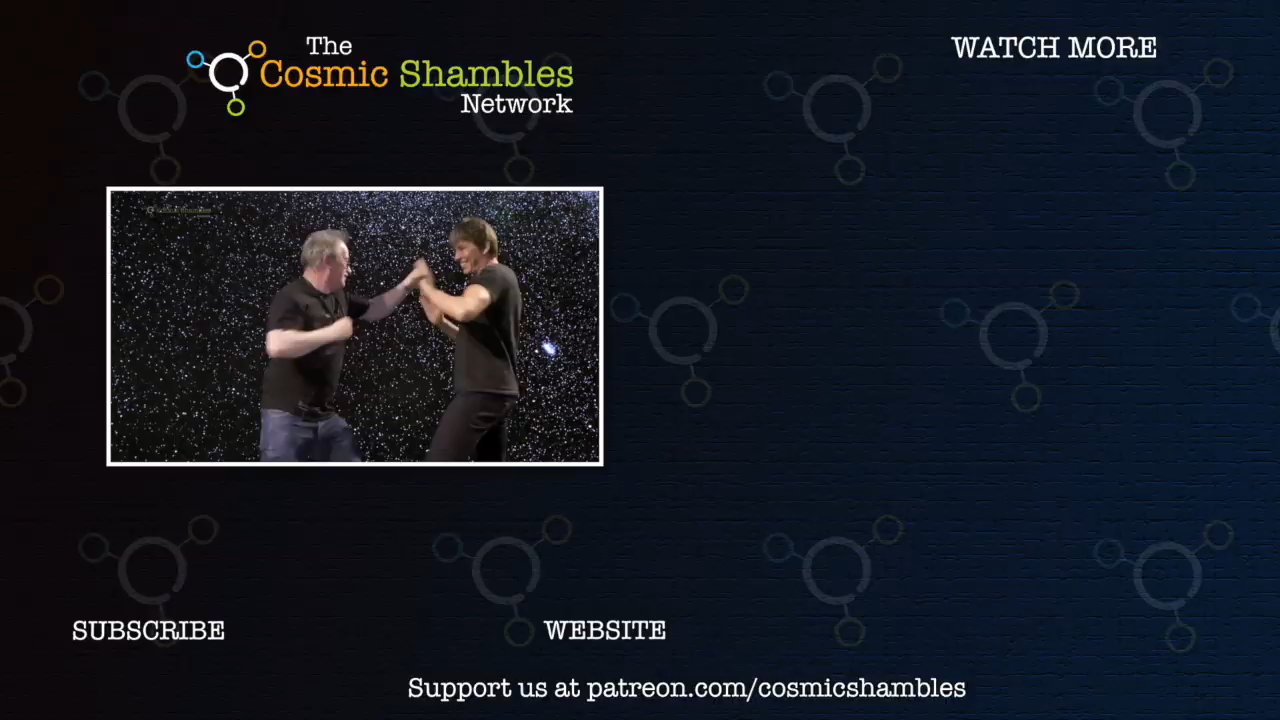 The
Cosmic Shambles
Network
WATCH MORE
SUBSCRIBE
WEBSITE
Support us at patreon.com/cosmicshambles